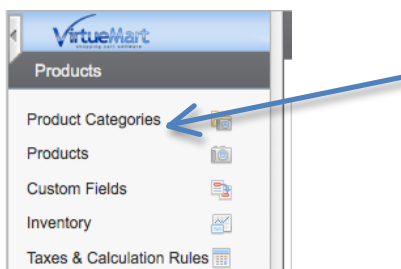 VirtueMart
shopping cart software
Products
Product Categories
Products
Custom Fields
Inventory
Taxes & Calculation Rules